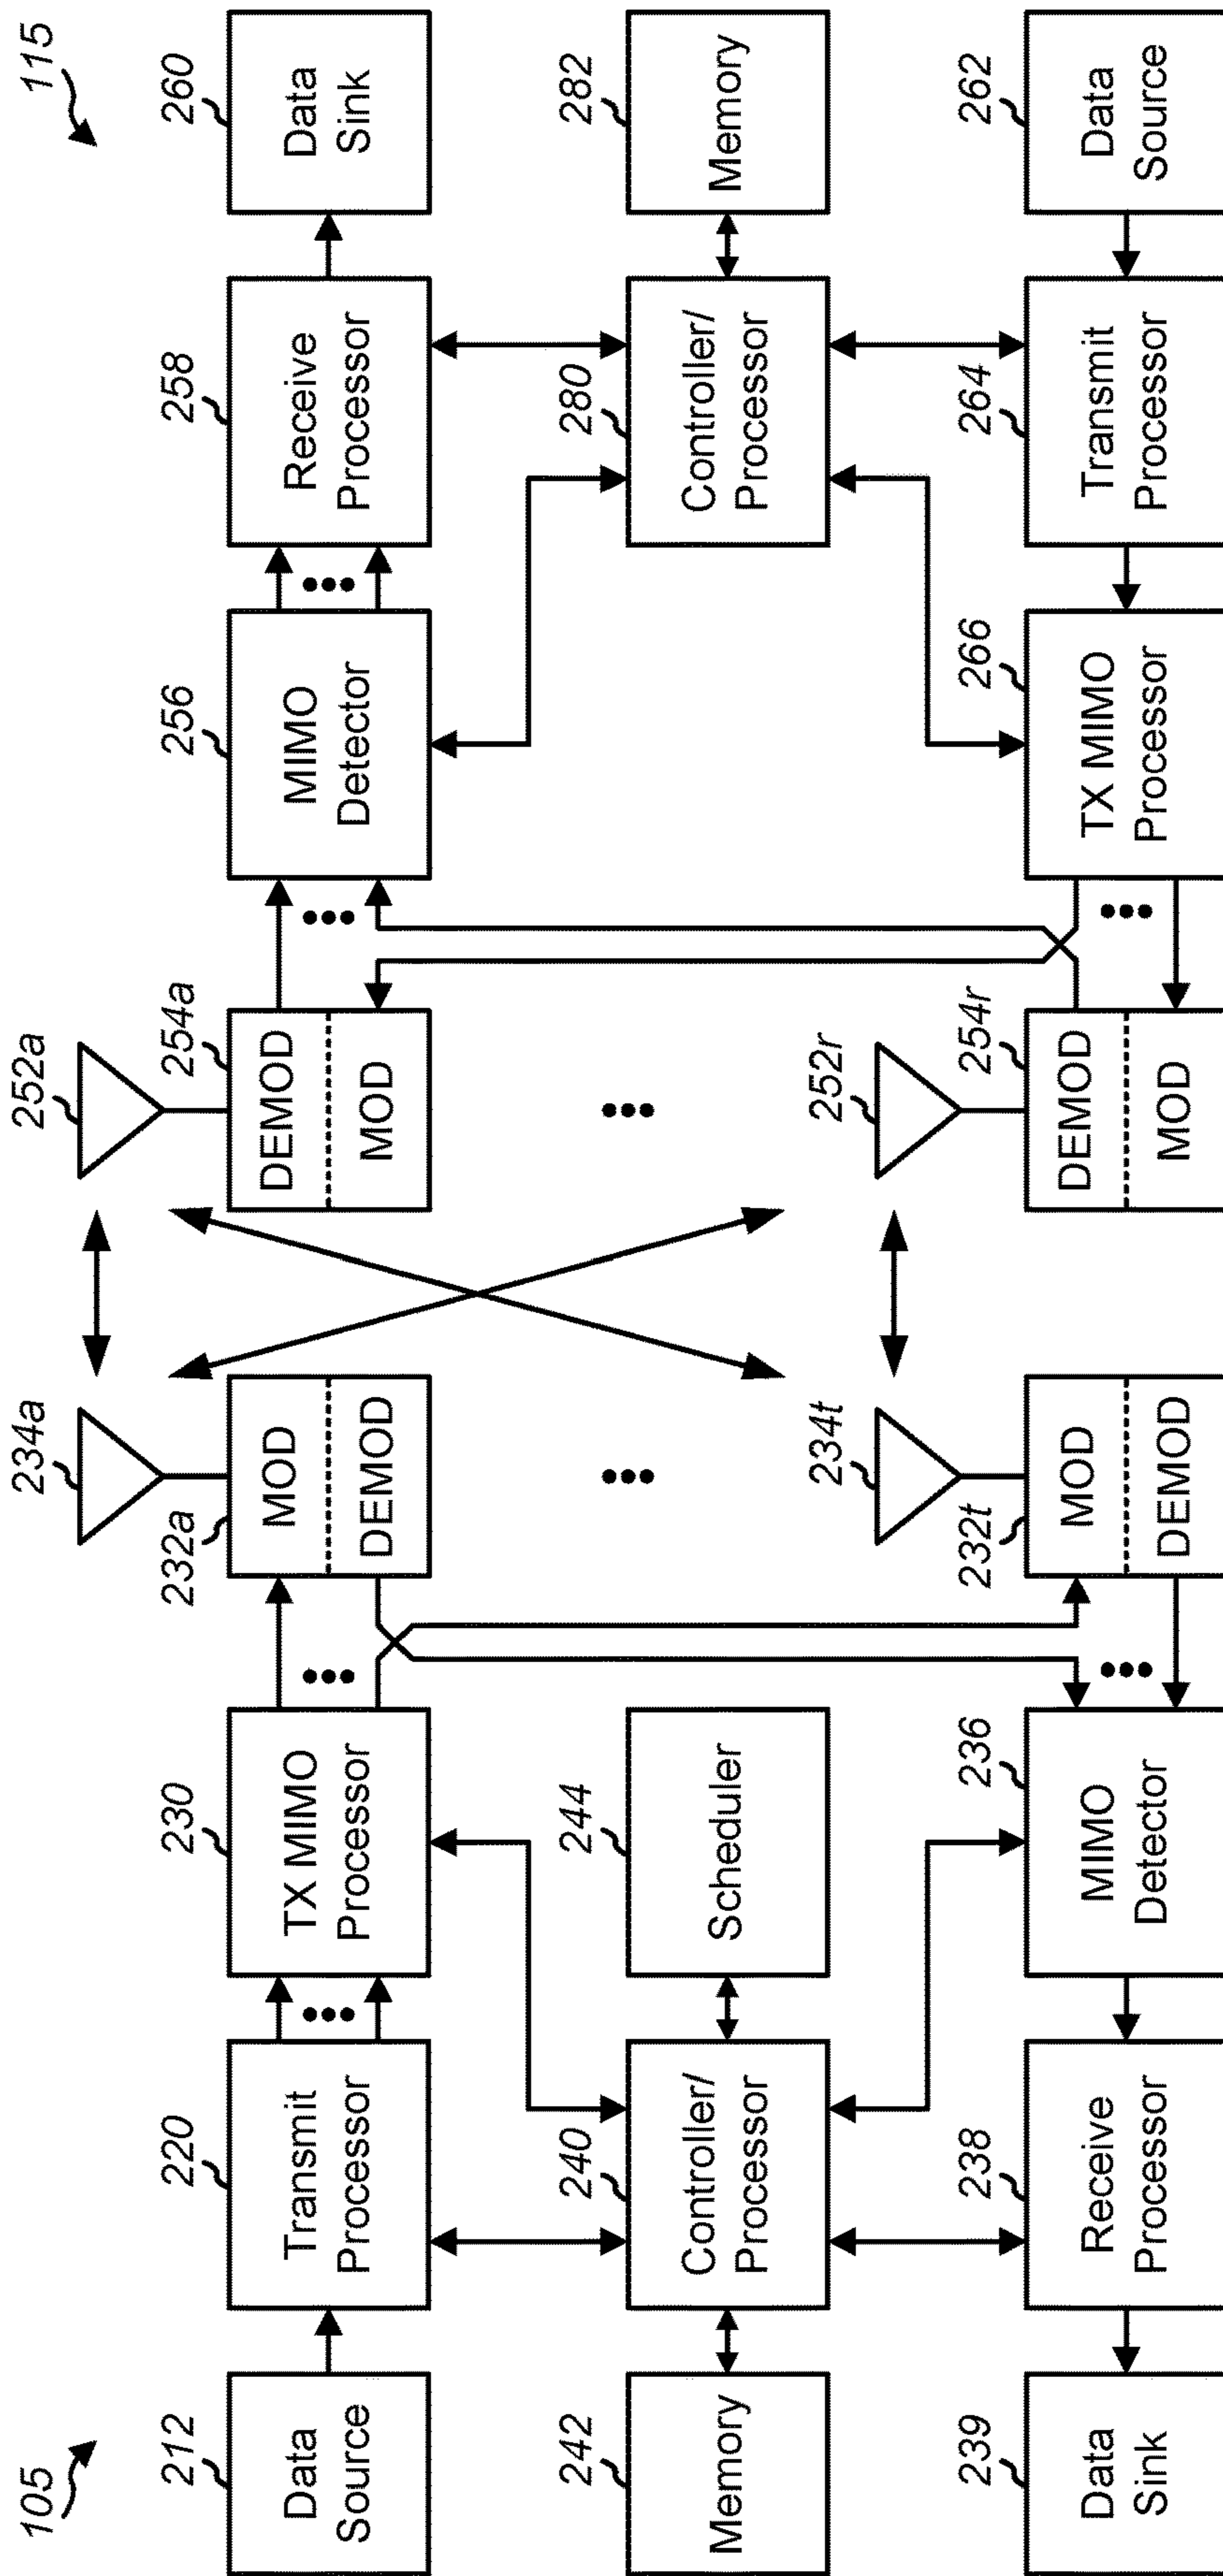 105
115
212
Data
Source
220
Transmit
Processor
•••
230
TX MIMO
Processor
•••
232a
MOD
DEMOD
234a
252a
254a
DEMOD
MOD
•••
256
MIMO
Detector
•••
258
Receive
Processor
260
Data
Sink
242
Memory
240
Controller/
Processor
244
Scheduler
•••
•••
280
Controller/
Processor
282
Memory
239
Data
Sink
238
Receive
Processor
236
MIMO
Detector
•••
232t
MOD
DEMOD
234t
252r
254r
DEMOD
MOD
•••
266
TX MIMO
Processor
264
Transmit
Processor
262
Data
Source